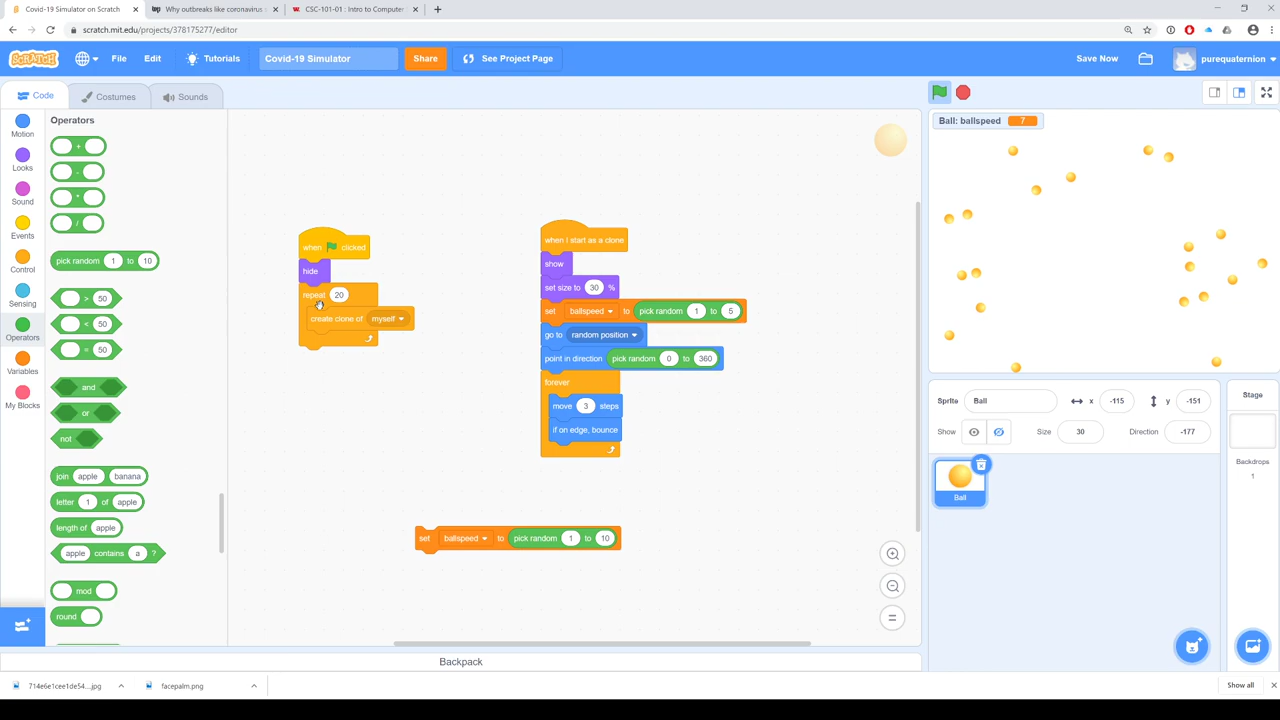 Covid-19 Simulator on Scratch
Why outbreaks like coronavirus
CSC-101-01 : Intro to Compute
scratch.mit.edu/projects/378175277/editor
SCRATCH
File
Edit
Tutorials
Covid-19 Simulator
Share
See Project Page
Save Now
purequaternion
Code
Costumes
Sounds
Motion
Looks
Sound
Events
Control
Sensing
Operators
Variables
My Blocks
Operators
+
-
*
/
pick random 1 to 10
> 50
< 50
= 50
and
or
not
join apple banana
letter 1 of apple
length of apple
apple contains a ?
mod
round
when clicked
hide
repeat 20
create clone of myself
when I start as a clone
show
set size to 30 %
set ballspeed to pick random 1 to 5
go to random position
point in direction pick random 0 to 360
forever
move 3 steps
if on edge, bounce
set ballspeed to pick random 1 to 10
Ball: ballspeed 7
Sprite Ball x -115 y -151
Show Size 30 Direction -177
Ball
Stage
Backdrops
1
Backpack
714e6e1cee1de54....jpg
facepalm.png
Show all